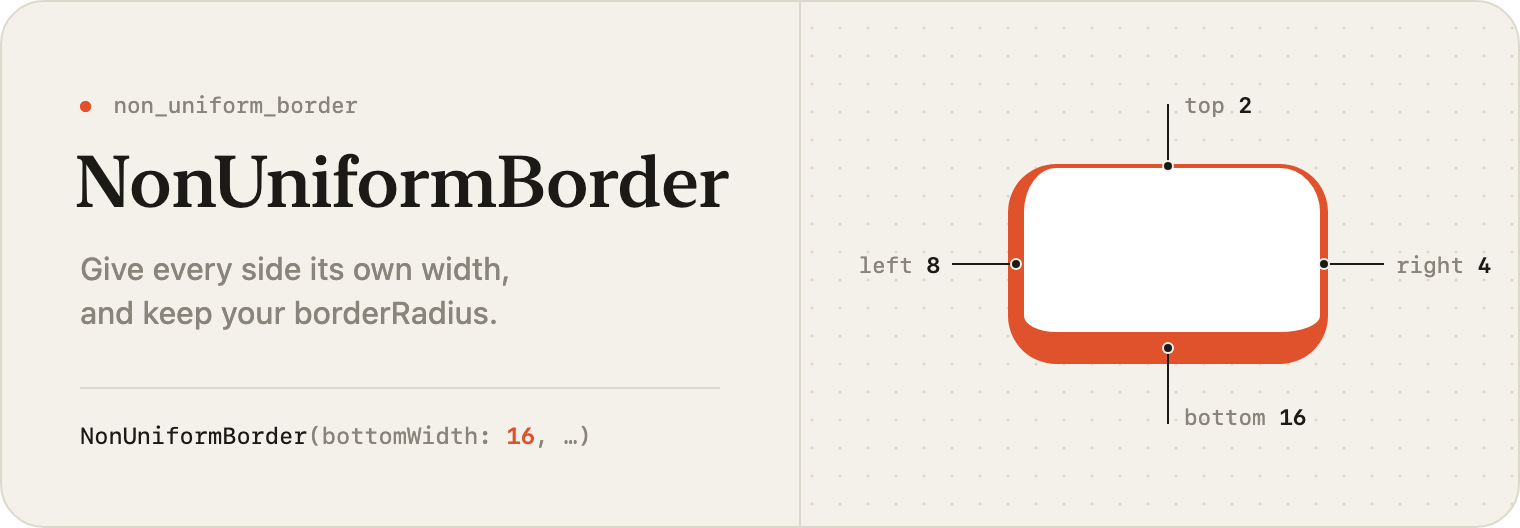 non_uniform_border
NonUniformBorder
Give every side its own width,
and keep your borderRadius.
NonUniformBorder(bottomWidth: 16, …)
top 2
left 8
right 4
bottom 16